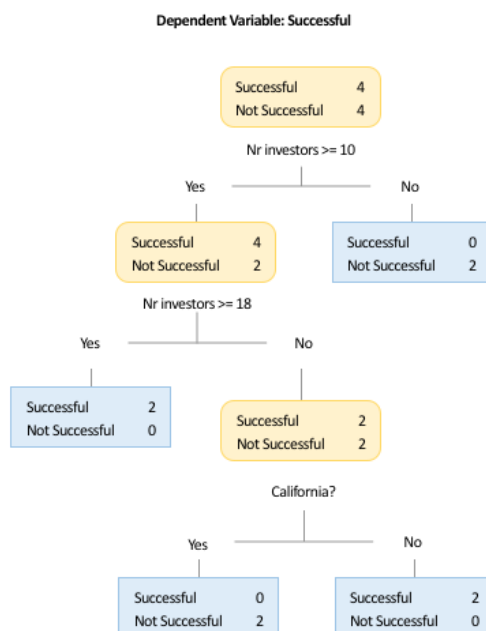 Dependent Variable: Successful
Successful 4
Not Successful 4
Nr investors >= 10
Yes No
Successful 4
Not Successful 2
Successful 0
Not Successful 2
Nr investors >= 18
Yes No
Successful 2
Not Successful 0
Successful 2
Not Successful 2
California?
Yes No
Successful 0
Not Successful 2
Successful 2
Not Successful 0